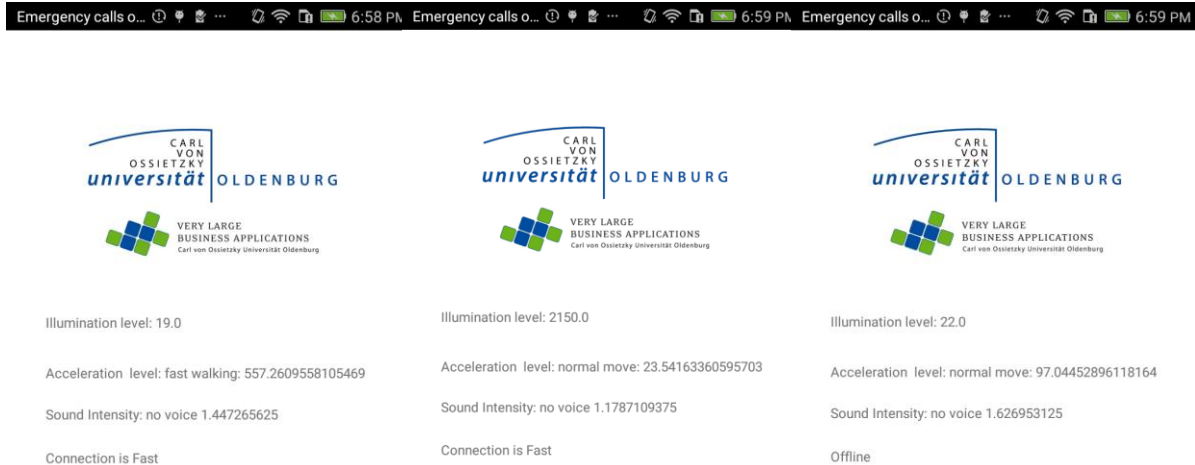 Emergency calls o... 6:58 PM
CARL
VON
OSSIETZKY
universität OLDENBURG
VERY LARGE
BUSINESS APPLICATIONS
Carl von Ossietzky Universität Oldenburg
Illumination level: 19.0
Acceleration level: fast walking: 557.2609558105469
Sound Intensity: no voice 1.447265625
Connection is Fast
Emergency calls o... 6:59 PM
CARL
VON
OSSIETZKY
universität OLDENBURG
VERY LARGE
BUSINESS APPLICATIONS
Carl von Ossietzky Universität Oldenburg
Illumination level: 2150.0
Acceleration level: normal move: 23.54163360595703
Sound Intensity: no voice 1.1787109375
Connection is Fast
Emergency calls o... 6:59 PM
CARL
VON
OSSIETZKY
universität OLDENBURG
VERY LARGE
BUSINESS APPLICATIONS
Carl von Ossietzky Universität Oldenburg
Illumination level: 22.0
Acceleration level: normal move: 97.04452896118164
Sound Intensity: no voice 1.626953125
Offline